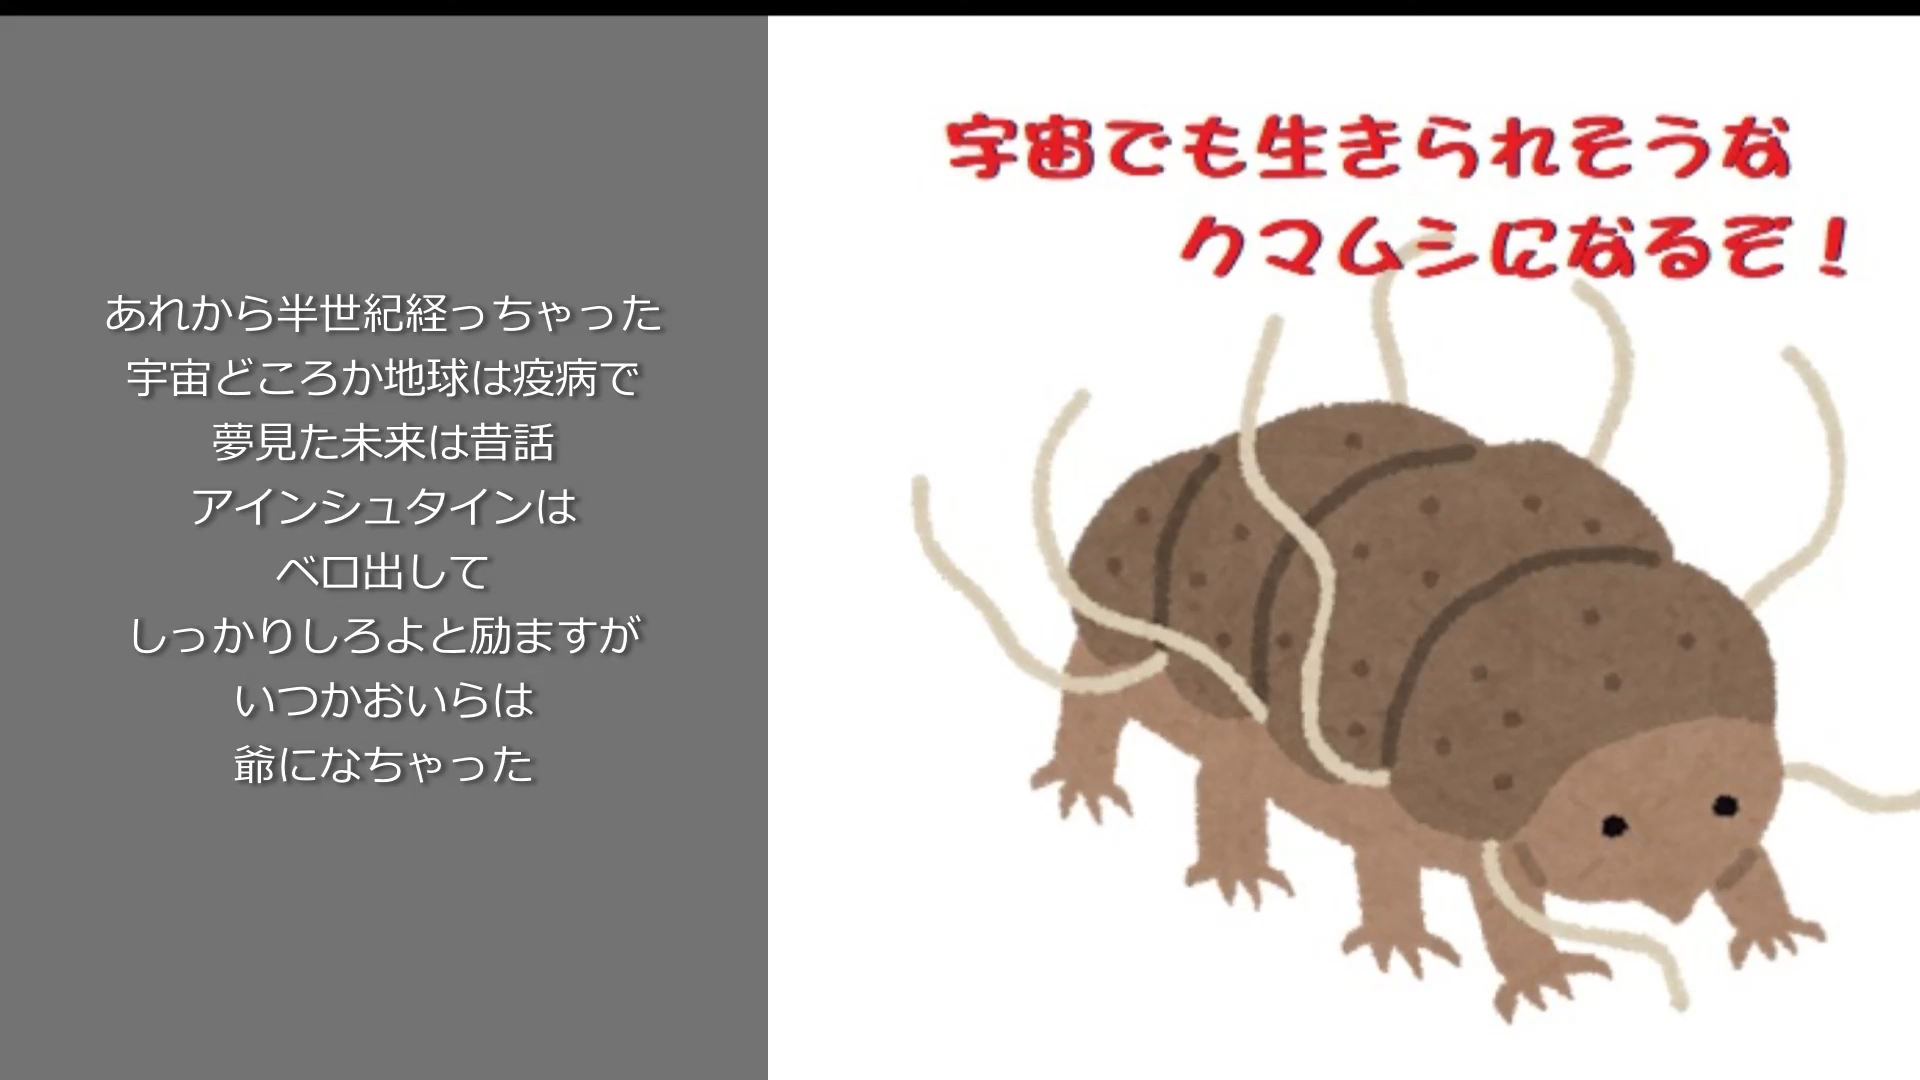 あれから半世紀経っちゃった
宇宙どころか地球は疫病で
夢見た未来は昔話
アインシュタインは
ベロ出して
しっかりしろよと励ますが
いつかおいらは
爺になちゃった
宇宙でも生きられそうな
クマムシになるぞ！